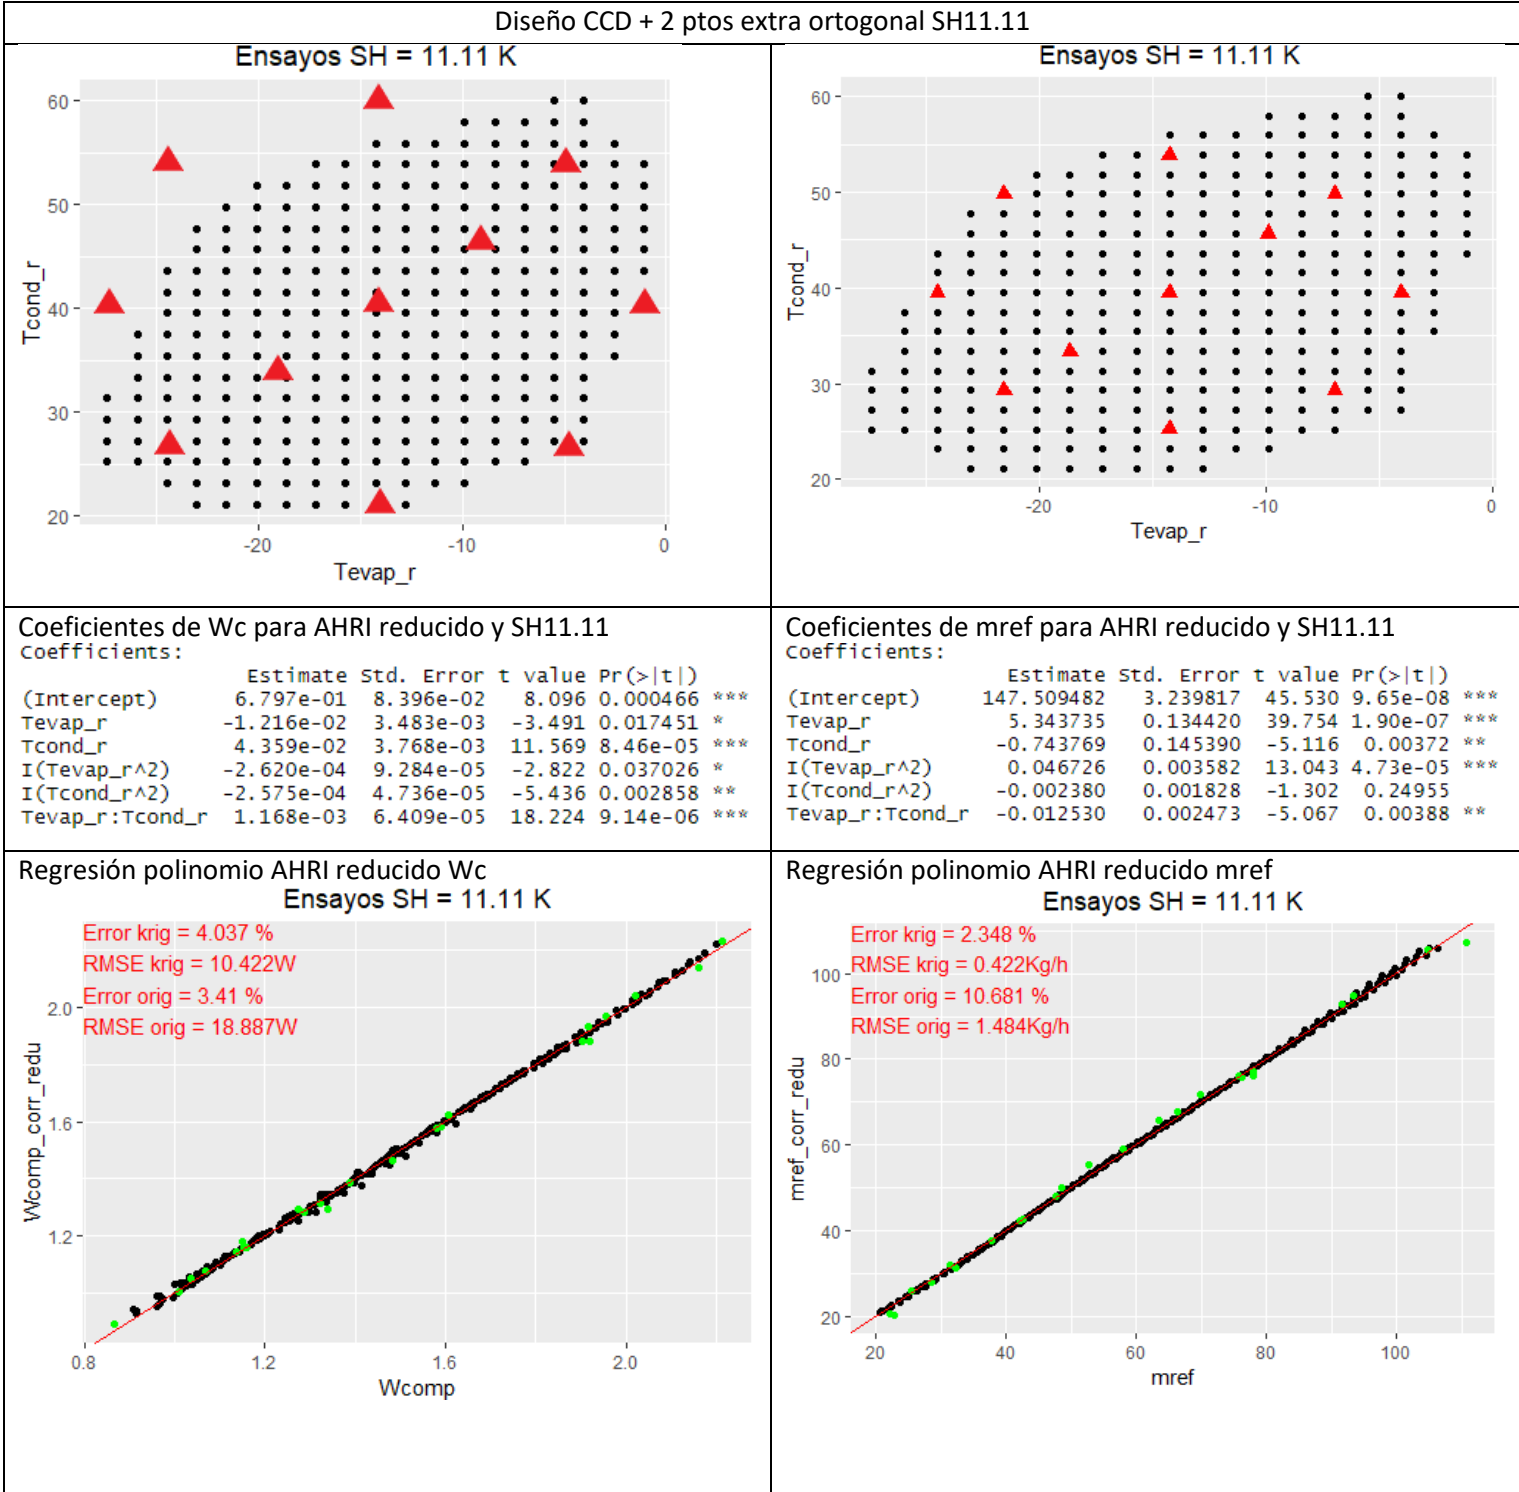 Diseño CCD + 2 ptos extra ortogonal SH11.11
Ensayos SH = 11.11 K
60
50
40
30
20
Tcond_r
-20
-10
0
Tevap_r
Ensayos SH = 11.11 K
60
50
40
30
20
Tcond_r
-20
-10
0
Tevap_r
Coeficientes de Wc para AHRI reducido y SH11.11
Coefficients:
Estimate Std. Error t value Pr(>|t|)
(Intercept) 6.797e-01 8.396e-02 8.096 0.000466 ***
Tevap_r -1.216e-02 3.483e-03 -3.491 0.017451 *
Tcond_r 4.359e-02 3.768e-03 11.569 8.46e-05 ***
I(Tevap_r^2) -2.620e-04 9.284e-05 -2.822 0.037026 *
I(Tcond_r^2) -2.575e-04 4.736e-05 -5.436 0.002858 **
Tevap_r:Tcond_r 1.168e-03 6.409e-05 18.224 9.14e-06 ***
Coeficientes de mref para AHRI reducido y SH11.11
Coefficients:
Estimate Std. Error t value Pr(>|t|)
(Intercept) 147.509482 3.239817 45.530 9.65e-08 ***
Tevap_r 5.343735 0.134420 39.754 1.90e-07 ***
Tcond_r -0.743769 0.145390 -5.116 0.00372 **
I(Tevap_r^2) 0.046726 0.003582 13.043 4.73e-05 ***
I(Tcond_r^2) -0.002380 0.001828 -1.302 0.24955
Tevap_r:Tcond_r -0.012530 0.002473 -5.067 0.00388 **
Regresión polinomio AHRI reducido Wc
Ensayos SH = 11.11 K
Error krig = 4.037 %
RMSE krig = 10.422W
Error orig = 3.41 %
RMSE orig = 18.887W
2.0
1.6
1.2
Wcomp_corr_redu
0.8
1.2
1.6
2.0
Wcomp
Regresión polinomio AHRI reducido mref
Ensayos SH = 11.11 K
Error krig = 2.348 %
RMSE krig = 0.422Kg/h
Error orig = 10.681 %
RMSE orig = 1.484Kg/h
100
80
60
40
20
mref_corr_redu
20
40
60
80
100
mref